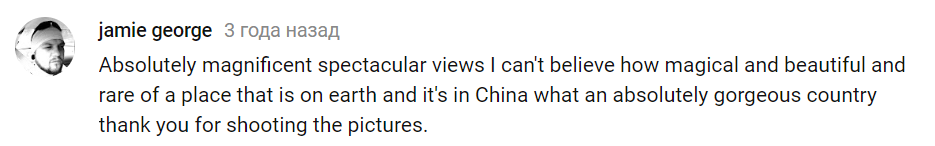 jamie george 3 года назад
Absolutely magnificent spectacular views I can't believe how magical and beautiful and
rare of a place that is on earth and it's in China what an absolutely gorgeous country
thank you for shooting the pictures.